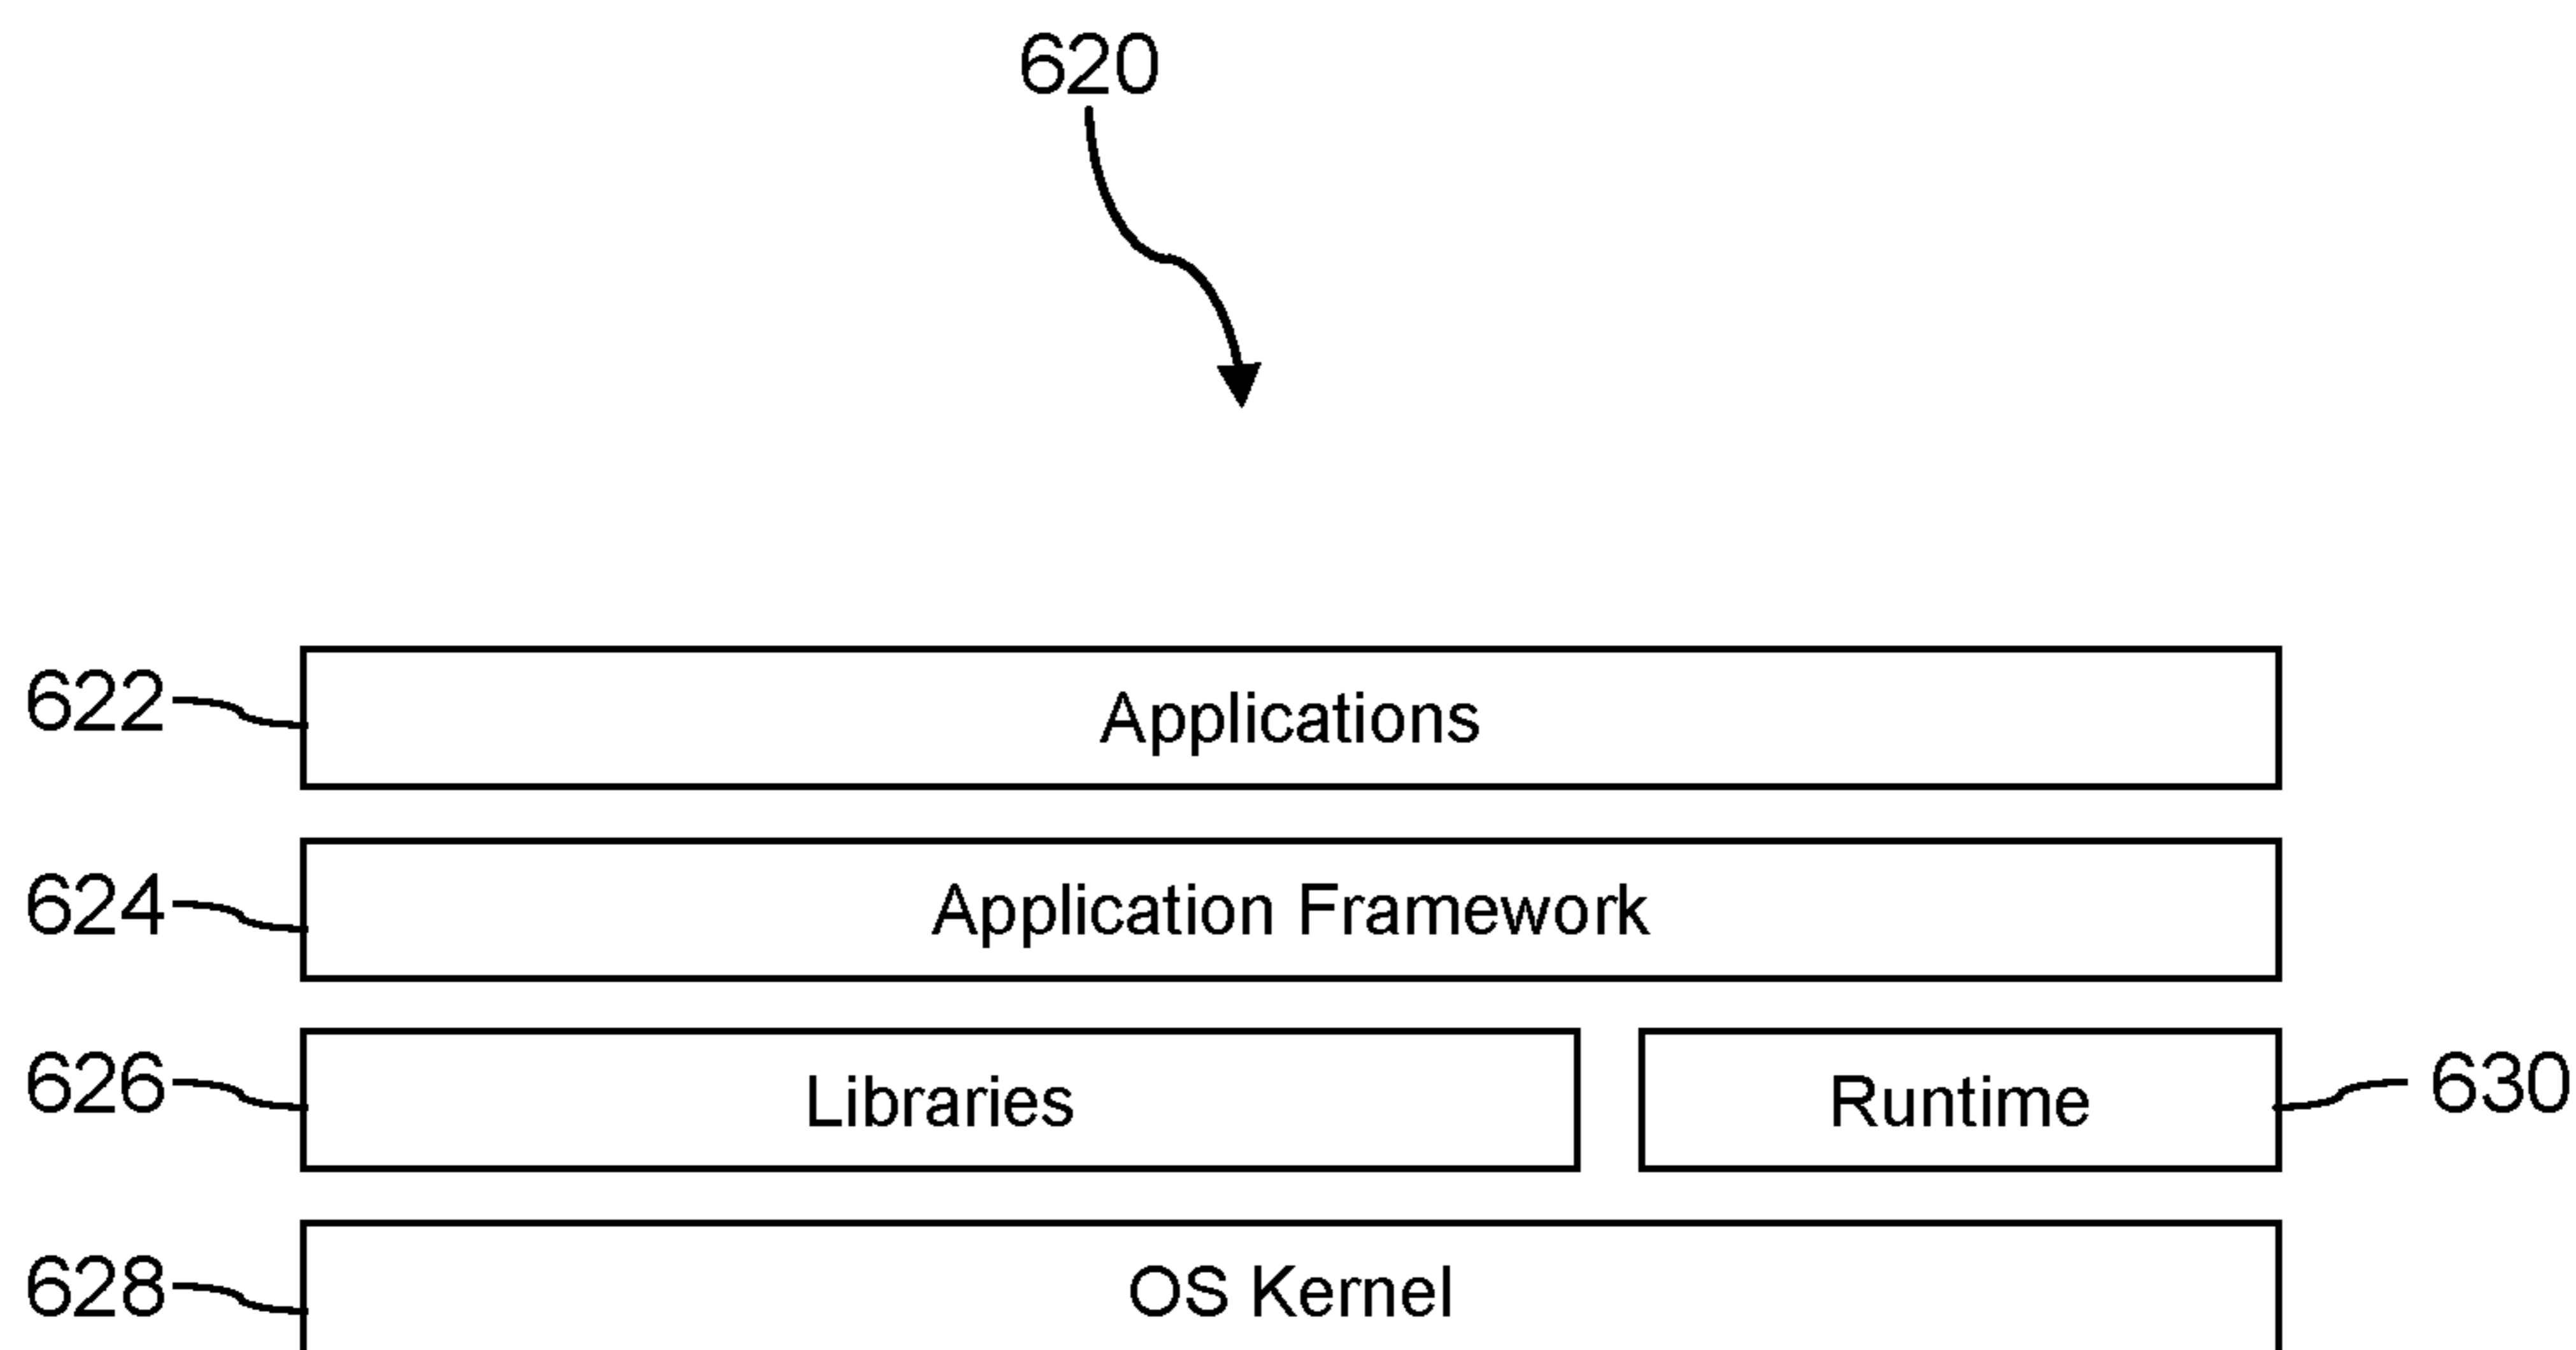 620
622 Applications
624 Application Framework
626 Libraries Runtime 630
628 OS Kernel